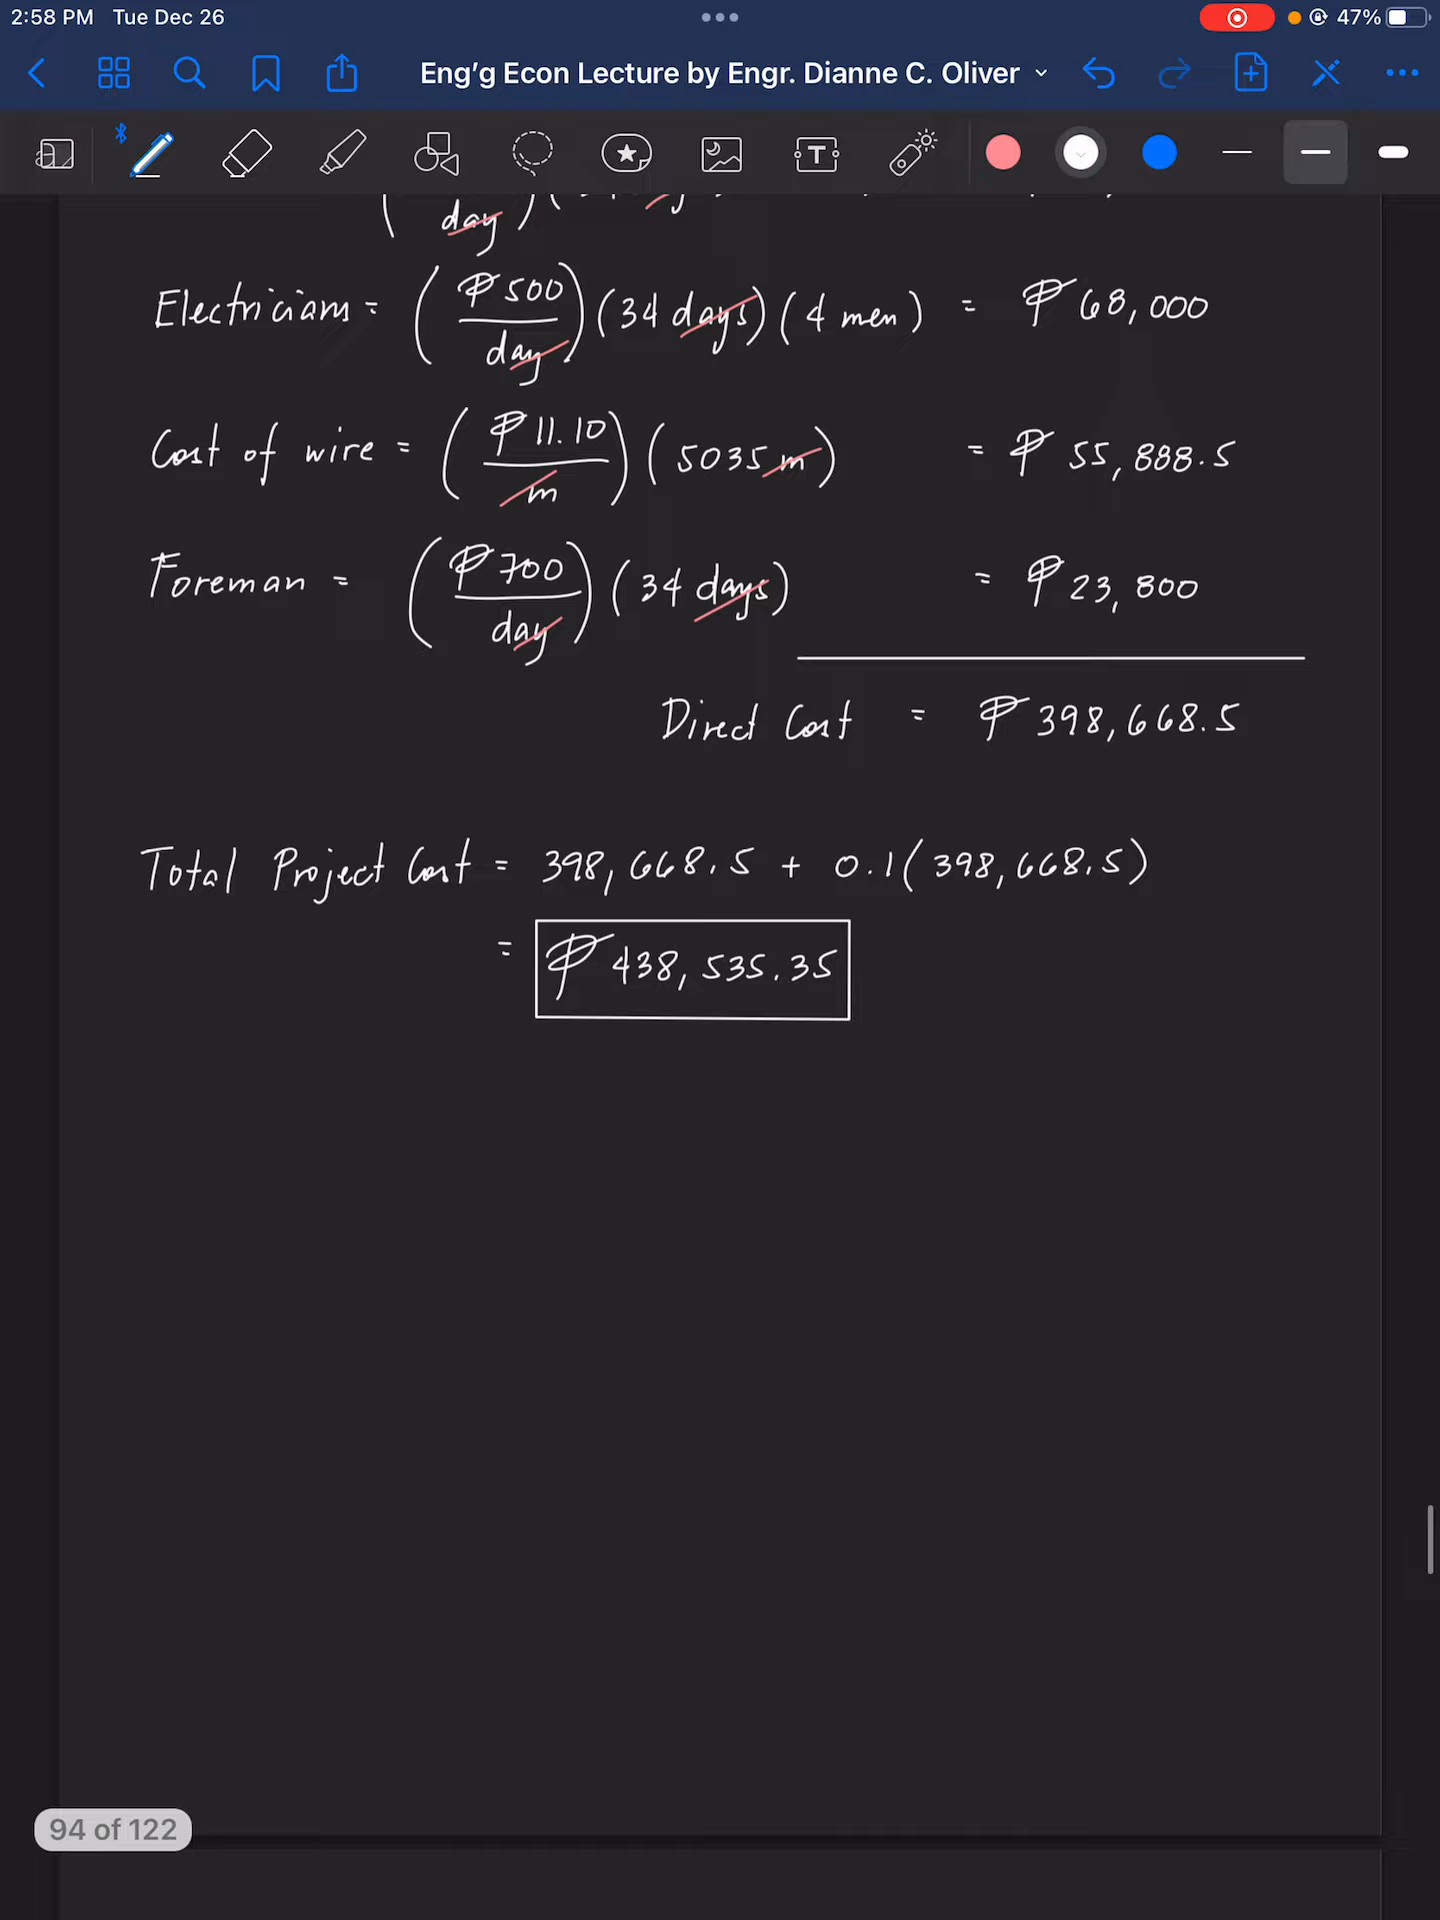 2:58 PM Tue Dec 26
47%
Eng'g Econ Lecture by Engr. Dianne C. Oliver
day
Electricians = (₱500/day)(34 days)(4 men) = ₱68,000
Cost of wire = (₱11.10/m)(5035 m) = ₱55,888.5
Foreman = (₱700/day)(34 days) = ₱23,800
Direct Cost = ₱398,668.5
Total Project Cost = 398,668.5 + 0.1(398,668.5)
= ₱438,535.35
94 of 122